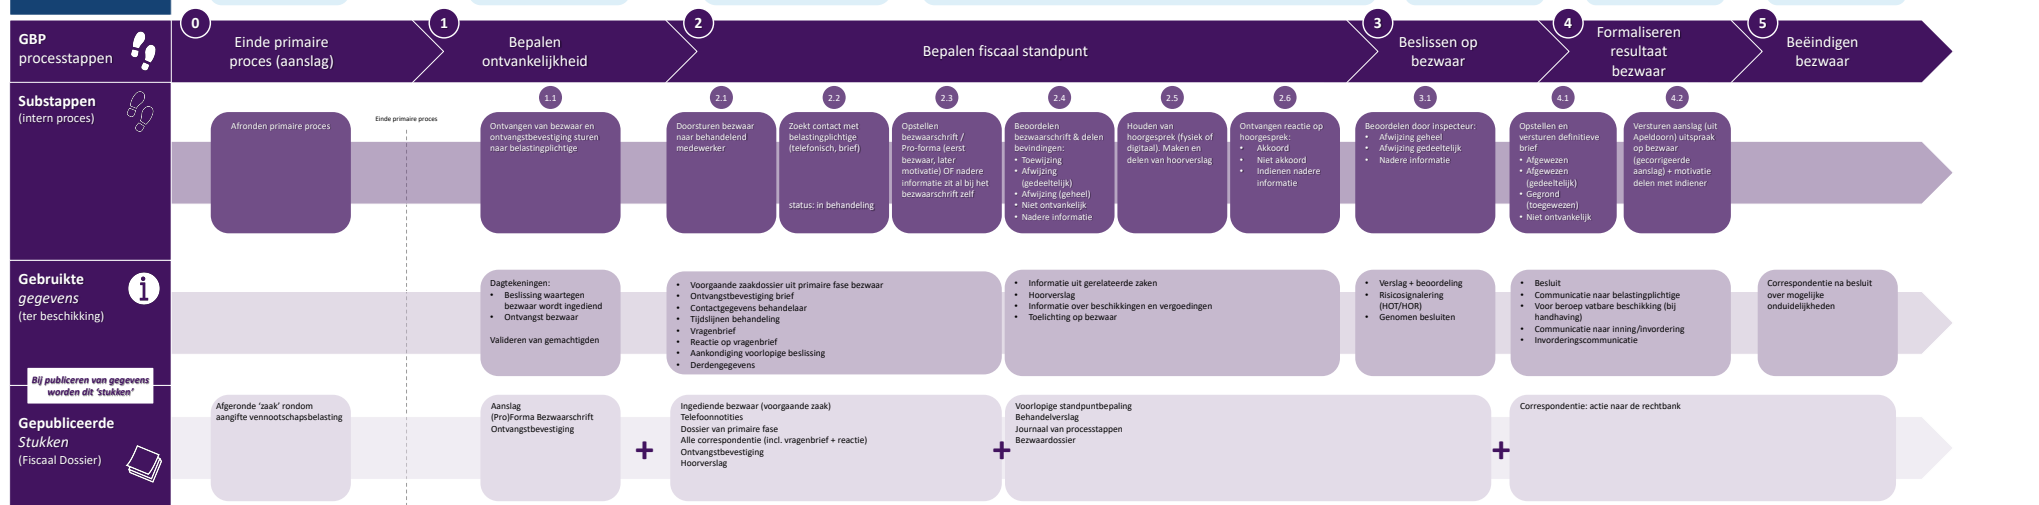 GBP
processtappen
0
Einde primaire
proces (aanslag)
1
Bepalen
ontvankelijkheid
2
Bepalen fiscaal standpunt
3
Beslissen op
bezwaar
4
Formaliseren
resultaat
bezwaar
5
Beëindigen
bezwaar
Substappen
(intern proces)
Afronden primaire proces
Einde primaire proces
1.1
Ontvangen van bezwaar en
ontvangstbevestiging sturen
naar belastingplichtige
2.1
Doorsturen bezwaar
naar behandelend
medewerker
2.2
Zoekt contact met
belastingplichtige
(telefonisch, brief)
status: in behandeling
2.3
Opstellen
bezwaarschrift /
Pro-forma (eerst
bezwaar, later
motivatie) OF nadere
informatie zit al bij het
bezwaarschrift zelf
2.4
Beoordelen
bezwaarschrift & delen
bevindingen:
• Toewijzing
• Afwijzing
(gedeeltelijk)
• Afwijzing (geheel)
• Niet ontvankelijk
• Nadere informatie
2.5
Houden van
hoorgesprek (fysiek of
digitaal). Maken en
delen van hoorverslag
2.6
Ontvangen reactie op
hoorgesprek:
• Akkoord
• Niet akkoord
• Indienen nadere
informatie
3.1
Beoordelen door inspecteur:
• Afwijzing geheel
• Afwijzing gedeeltelijk
• Nadere informatie
4.1
Opstellen en
versturen definitieve
brief
• Afgewezen
• Afgewezen
(gedeeltelijk)
• Gegrond
(toegewezen)
• Niet ontvankelijk
4.2
Versturen aanslag (uit
Apeldoorn) uitspraak
op bezwaar
(gecorrigeerde
aanslag) + motivatie
delen met indiener
Gebruikte
gegevens
(ter beschikking)
Dagtekeningen:
• Beslissing waartegen
bezwaar wordt ingediend
• Ontvangst bezwaar
Valideren van gemachtigden
• Voorgaande zaakdossier uit primaire fase bezwaar
• Ontvangstbevestiging brief
• Contactgegevens behandelaar
• Tijdslijnen behandeling
• Vragenbrief
• Reactie op vragenbrief
• Aankondiging voorlopige beslissing
• Derdengegevens
• Informatie uit gerelateerde zaken
• Hoorverslag
• Informatie over beschikkingen en vergoedingen
• Toelichting op bezwaar
• Verslag + beoordeling
• Risicosignalering
(HOT/HOR)
• Genomen besluiten
• Besluit
• Communicatie naar belastingplichtige
• Voor beroep vatbare beschikking (bij
handhaving)
• Communicatie naar inning/invordering
• Invorderingscommunicatie
Correspondentie na besluit
over mogelijke
onduidelijkheden
Bij publiceren van gegevens
worden dit 'stukken'
Gepubliceerde
Stukken
(Fiscaal Dossier)
Afgeronde 'zaak' rondom
aangifte vennootschapsbelasting
Aanslag
(Pro)Forma Bezwaarschrift
Ontvangstbevestiging
+
Ingediende bezwaar (voorgaande zaak)
Telefoonnotities
Dossier van primaire fase
Alle correspondentie (incl. vragenbrief + reactie)
Ontvangstbevestiging
Hoorverslag
+
Voorlopige standpuntbepaling
Behandelverslag
Journaal van processtappen
Bezwaardossier
+
Correspondentie: actie naar de rechtbank